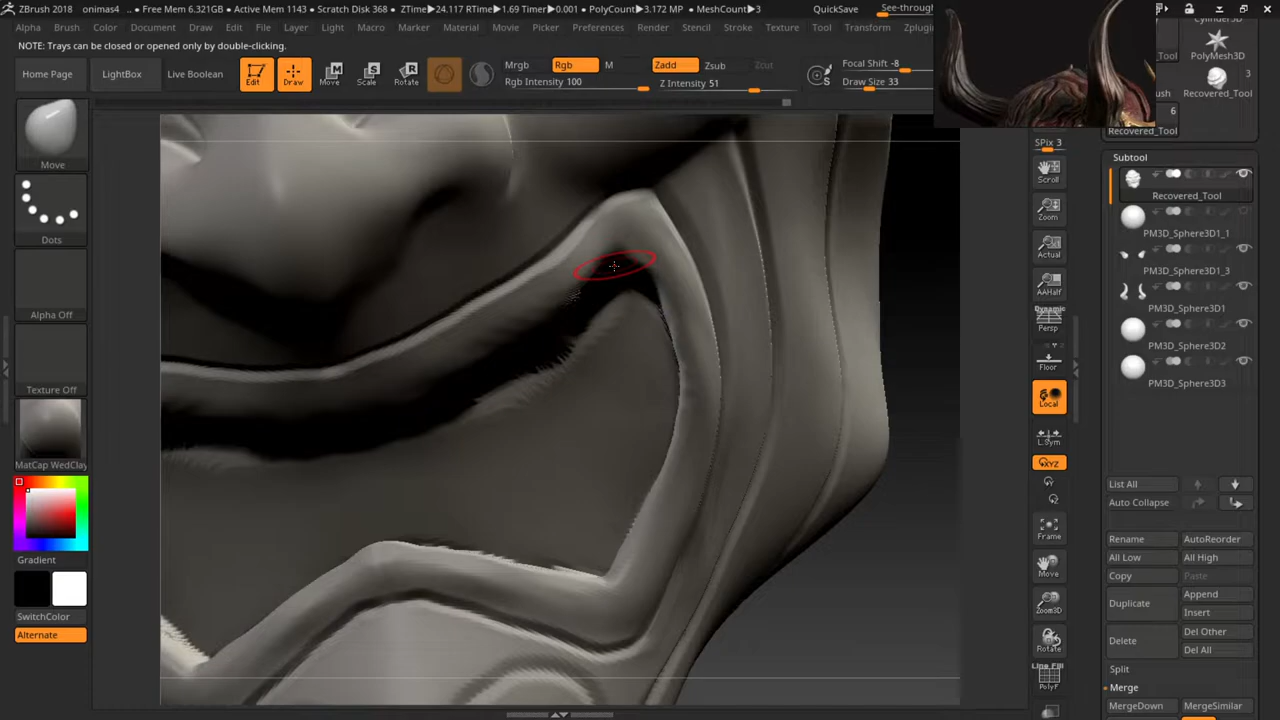 ZBrush 2018 onimas4 .. • Free Mem 6.321GB • Active Mem 1143 • Scratch Disk 368 • ZTime▸24.117 RTime▸1.69 Timer▸0.001 • PolyCount▸3.172 MP • MeshCount▸3 QuickSave See-through
Alpha Brush Color Document Draw Edit File Layer Light Macro Marker Material Movie Picker Preferences Render Stencil Stroke Texture Tool Transform Zplugin
NOTE: Trays can be closed or opened only by double-clicking.
Home Page LightBox Live Boolean Edit Draw Move Scale Rotate
Mrgb Rgb M Zadd Zsub Zcut
Rgb Intensity 100 Z Intensity 51
Focal Shift -8
Draw Size 33
Move
Dots
Alpha Off
Texture Off
MatCap WedClay
Gradient
SwitchColor
Alternate
SPix 3
Scroll
Zoom
Actual
AAHalf
Dynamic
Persp
Floor
Local
L.Sym
XYZ
Frame
Move
Zoom3D
Rotate
Line Fill
PolyF
Cylinder3D
PolyMesh3D
3
Recovered_Tool
6
Recovered_Tool
Subtool
Recovered_Tool
PM3D_Sphere3D1_1
PM3D_Sphere3D1_3
PM3D_Sphere3D1
PM3D_Sphere3D2
PM3D_Sphere3D3
List All
Auto Collapse
Rename AutoReorder
All Low All High
Copy Paste
Duplicate Append
Insert
Delete Del Other
Del All
Split
Merge
MergeDown MergeSimilar